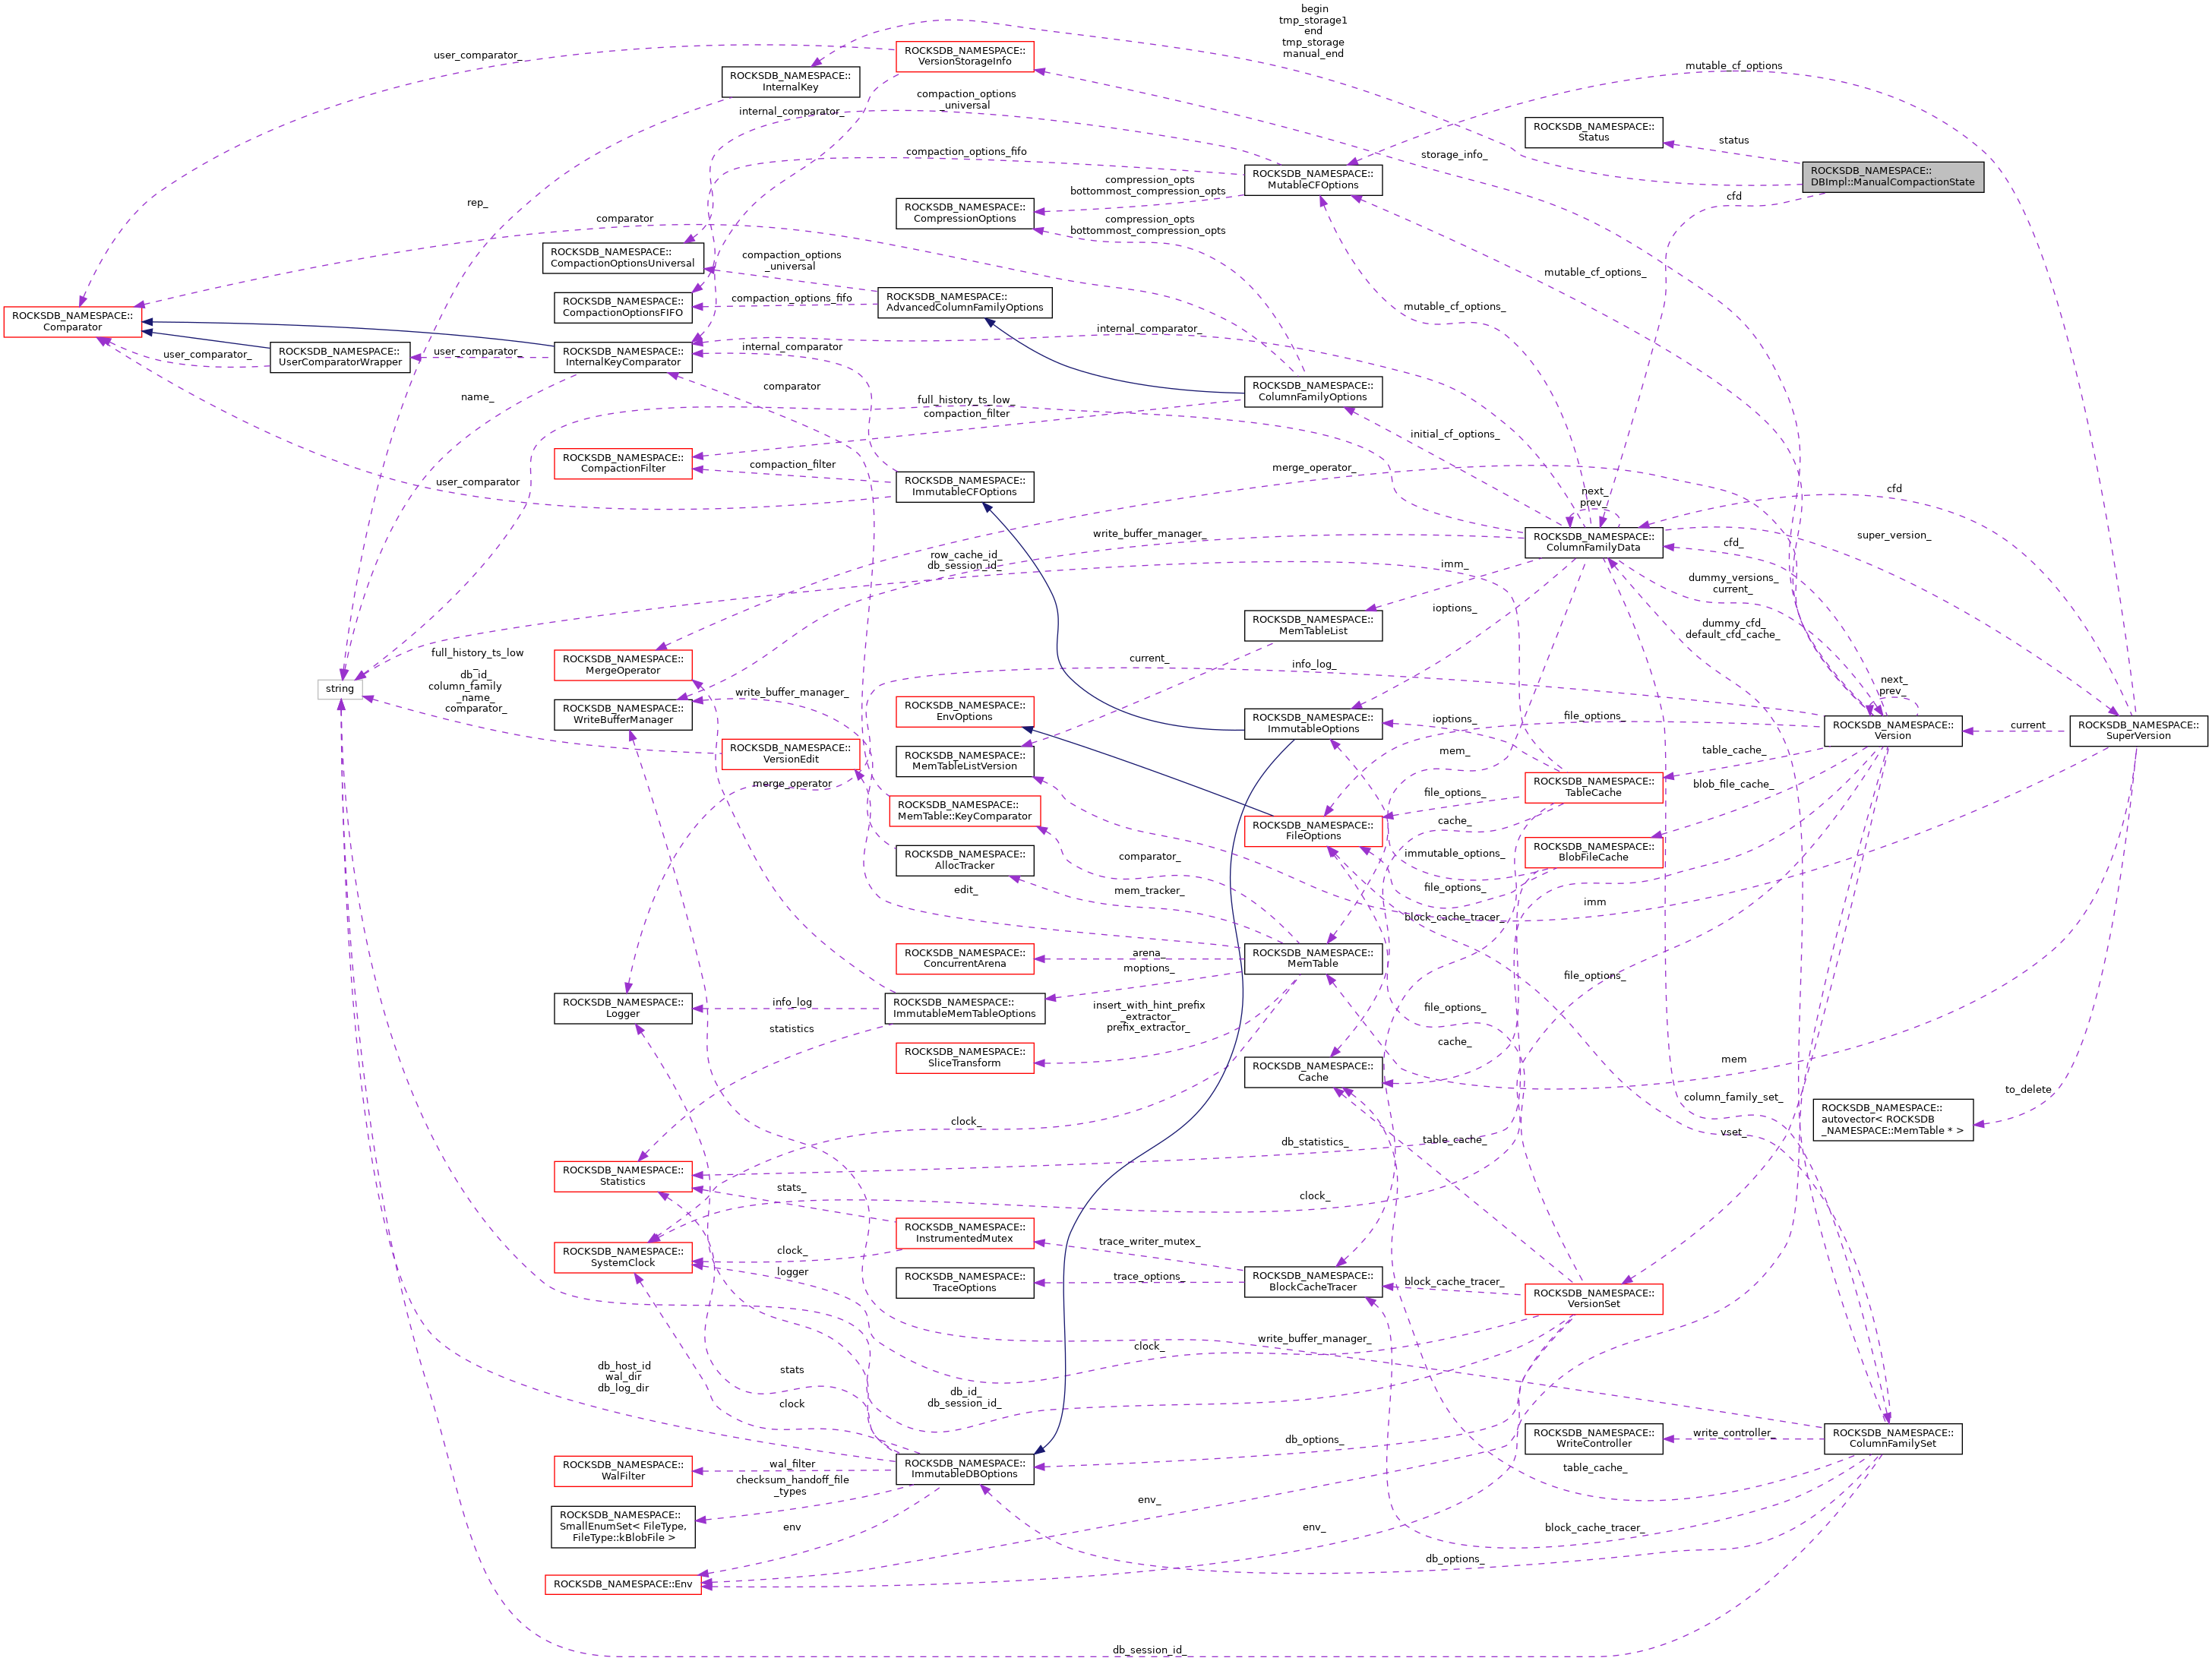 begin
tmp_storage1
end
tmp_storage
manual_end
user_comparator_
ROCKSDB_NAMESPACE::
VersionStorageInfo
mutable_cf_options
ROCKSDB_NAMESPACE::
InternalKey
compaction_options
_universal
internal_comparator_
ROCKSDB_NAMESPACE::
Status
status
compaction_options_fifo
storage_info_
ROCKSDB_NAMESPACE::
MutableCFOptions
ROCKSDB_NAMESPACE::
DBImpl::ManualCompactionState
compression_opts
bottommost_compression_opts
cfd
rep_
ROCKSDB_NAMESPACE::
CompressionOptions
comparator
compression_opts
bottommost_compression_opts
ROCKSDB_NAMESPACE::
CompactionOptionsUniversal
compaction_options
_universal
mutable_cf_options_
ROCKSDB_NAMESPACE::
CompactionOptionsFIFO
compaction_options_fifo
ROCKSDB_NAMESPACE::
AdvancedColumnFamilyOptions
mutable_cf_options_
ROCKSDB_NAMESPACE::
Comparator
internal_comparator_
user_comparator_
ROCKSDB_NAMESPACE::
UserComparatorWrapper
user_comparator_
ROCKSDB_NAMESPACE::
InternalKeyComparator
internal_comparator
comparator
ROCKSDB_NAMESPACE::
ColumnFamilyOptions
name_
full_history_ts_low_
compaction_filter
initial_cf_options_
ROCKSDB_NAMESPACE::
CompactionFilter
compaction_filter
merge_operator_
user_comparator
ROCKSDB_NAMESPACE::
ImmutableCFOptions
next_
prev_
cfd
write_buffer_manager_
ROCKSDB_NAMESPACE::
ColumnFamilyData
cfd_
super_version_
row_cache_id_
db_session_id_
imm_
dummy_versions_
current_
ioptions_
ROCKSDB_NAMESPACE::
MemTableList
dummy_cfd_
default_cfd_cache_
full_history_ts_low
_
db_id_
column_family
_name_
comparator_
string
ROCKSDB_NAMESPACE::
MergeOperator
current_
info_log_
next_
prev_
write_buffer_manager_
ROCKSDB_NAMESPACE::
WriteBufferManager
ROCKSDB_NAMESPACE::
EnvOptions
ROCKSDB_NAMESPACE::
ImmutableOptions
ioptions_
file_options_
ROCKSDB_NAMESPACE::
Version
current
ROCKSDB_NAMESPACE::
SuperVersion
ROCKSDB_NAMESPACE::
VersionEdit
ROCKSDB_NAMESPACE::
MemTableListVersion
mem_
table_cache_
merge_operator
ROCKSDB_NAMESPACE::
TableCache
blob_file_cache_
file_options_
ROCKSDB_NAMESPACE::
MemTable::KeyComparator
ROCKSDB_NAMESPACE::
FileOptions
cache_
ROCKSDB_NAMESPACE::
AllocTracker
comparator_
immutable_options_
ROCKSDB_NAMESPACE::
BlobFileCache
edit_
mem_tracker_
file_options_
imm
block_cache_tracer_
ROCKSDB_NAMESPACE::
ConcurrentArena
arena_
moptions_
ROCKSDB_NAMESPACE::
MemTable
file_options_
ROCKSDB_NAMESPACE::
Logger
info_log
ROCKSDB_NAMESPACE::
ImmutableMemTableOptions
insert_with_hint_prefix
_extractor_
prefix_extractor_
file_options_
statistics
cache_
ROCKSDB_NAMESPACE::
SliceTransform
ROCKSDB_NAMESPACE::
Cache
mem
column_family_set_
to_delete
ROCKSDB_NAMESPACE::
autovector< ROCKSDB
_NAMESPACE::MemTable * >
clock_
vset_
db_statistics_
table_cache_
ROCKSDB_NAMESPACE::
Statistics
stats_
clock_
ROCKSDB_NAMESPACE::
InstrumentedMutex
trace_writer_mutex_
ROCKSDB_NAMESPACE::
SystemClock
clock_
logger
ROCKSDB_NAMESPACE::
TraceOptions
trace_options_
ROCKSDB_NAMESPACE::
BlockCacheTracer
block_cache_tracer_
ROCKSDB_NAMESPACE::
VersionSet
write_buffer_manager_
clock_
db_host_id
wal_dir
db_log_dir
stats
clock
db_id_
db_session_id_
db_options_
ROCKSDB_NAMESPACE::
WriteController
write_controller_
ROCKSDB_NAMESPACE::
ColumnFamilySet
ROCKSDB_NAMESPACE::
WalFilter
wal_filter
ROCKSDB_NAMESPACE::
ImmutableDBOptions
table_cache_
checksum_handoff_file
_types
env_
ROCKSDB_NAMESPACE::
SmallEnumSet< FileType,
FileType::kBlobFile >
env
env_
block_cache_tracer_
db_options_
ROCKSDB_NAMESPACE::Env
db_session_id_